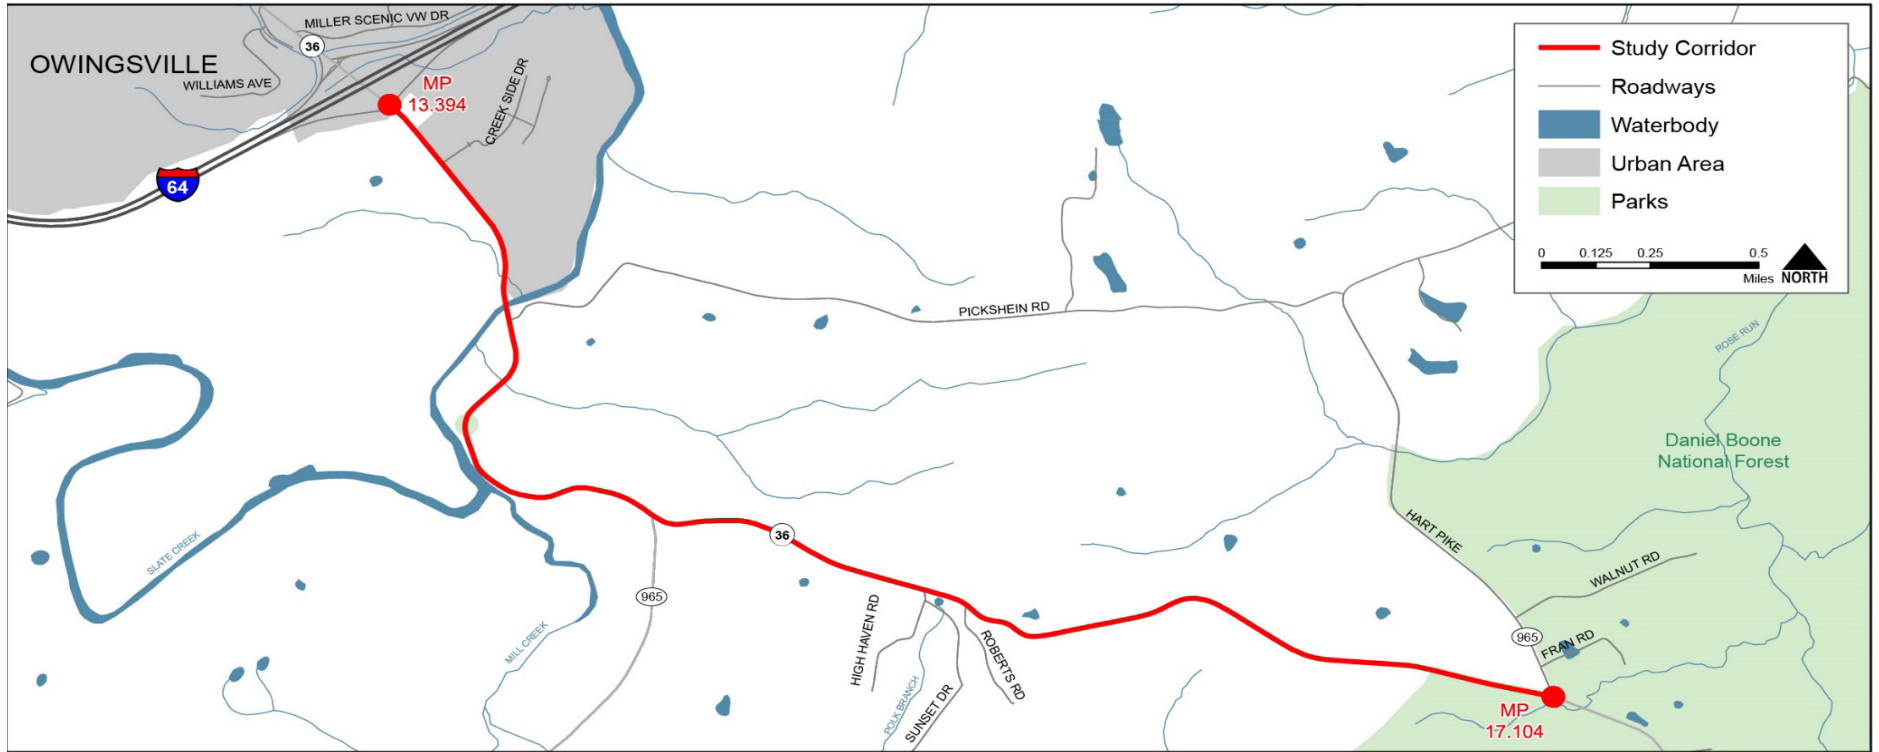 MILLER SCENIC VW DR
36
OWINGSVILLE
WILLIAMS AVE
MP
13.394
CREEK SIDE DR
64
Study Corridor
Roadways
Waterbody
Urban Area
Parks
0 0.125 0.25 0.5
Miles NORTH
PICKSHEIN RD
ROSE RUN
Daniel Boone
National Forest
SLATE CREEK
36
HART PIKE
965
WALNUT RD
MILL CREEK
HIGH HAVEN RD
ROBERTS RD
965
FRAN RD
POLK BRANCH
SUNSET DR
MP
17.104